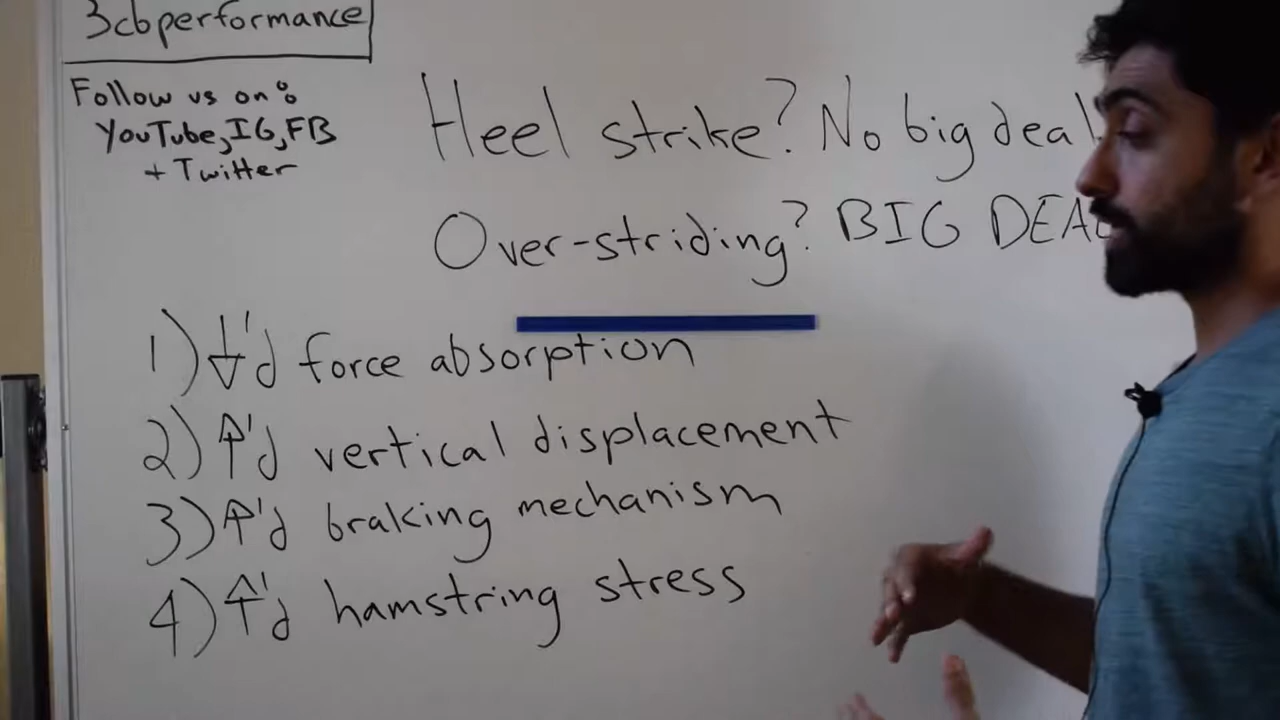 3cbperformance
Follow us on:
YouTube, IG, FB
+ Twitter
Heel strike? No big deal
Over-striding? BIG DEAL
1) ↓'d force absorption
2) ↑'d vertical displacement
3) ↑'d braking mechanism
4) ↑'d hamstring stress